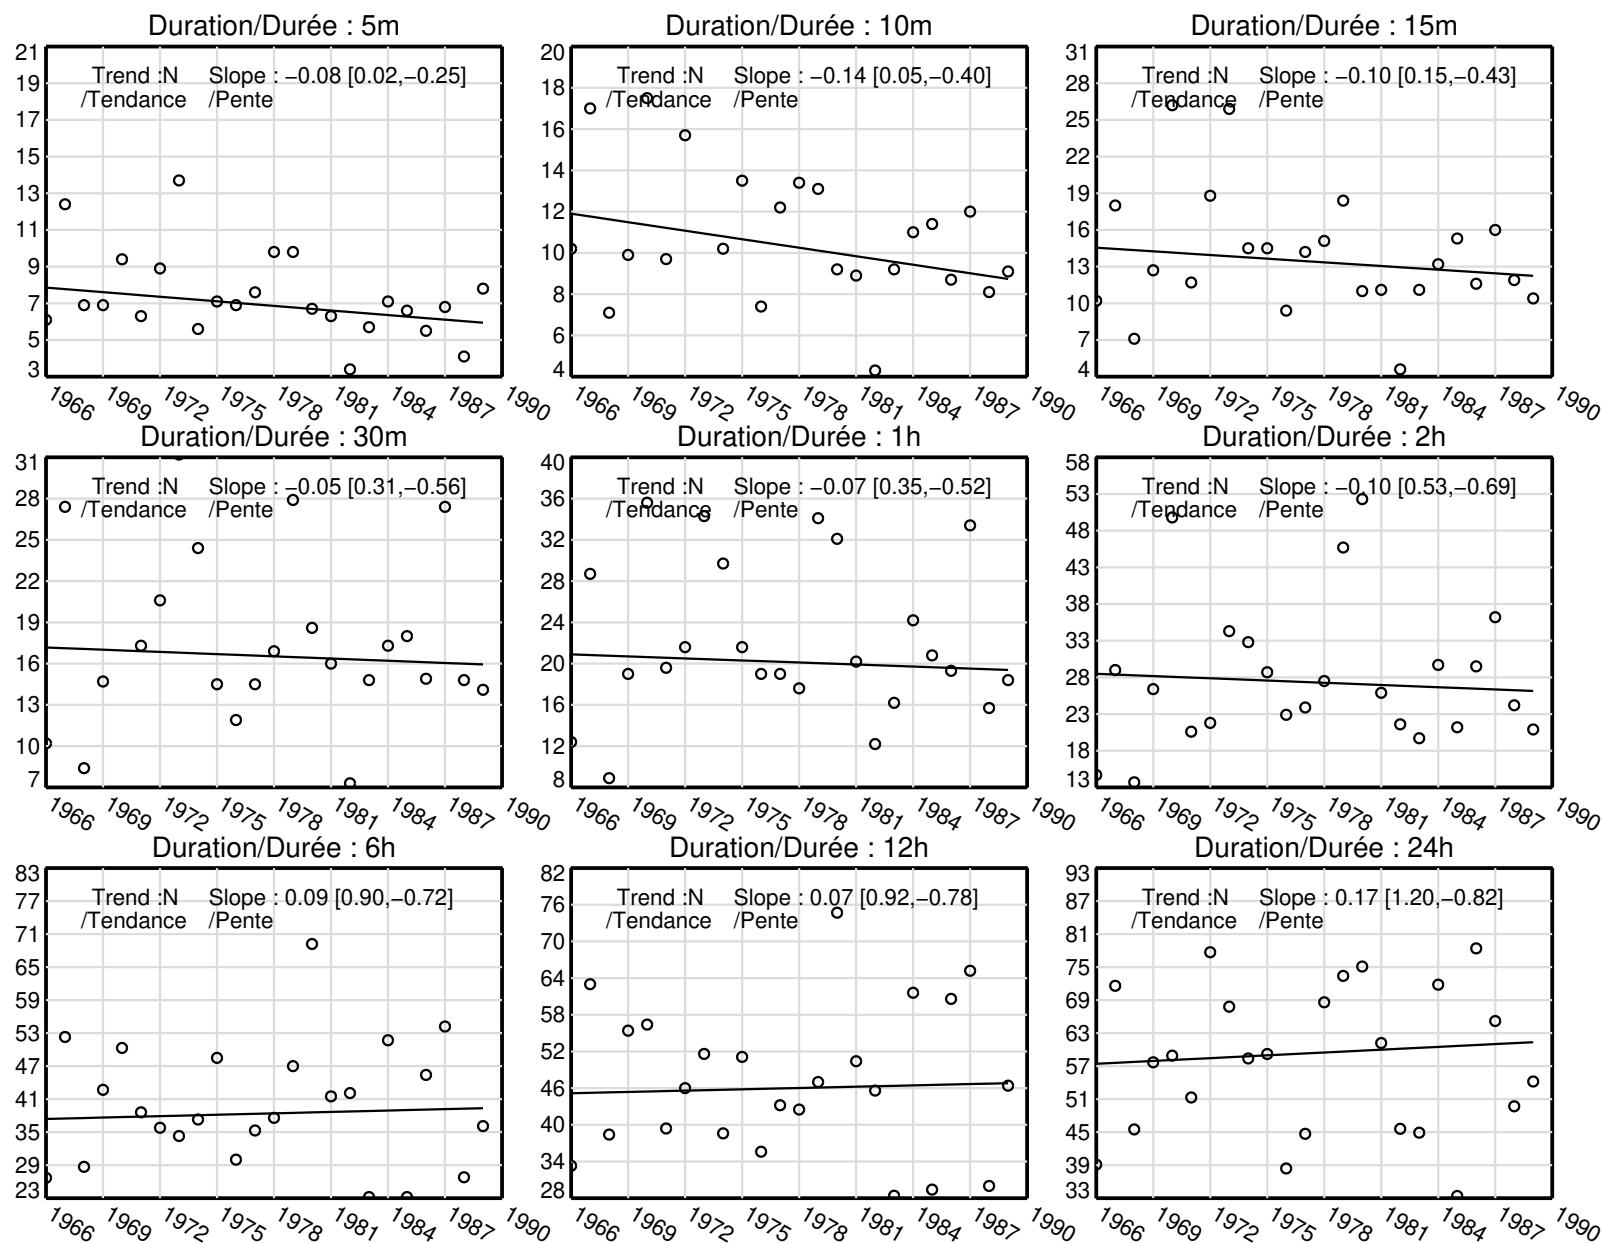 Duration/Durée : 5m
Trend :N Slope : −0.08 [0.02,−0.25]
/Tendance /Pente
21
19
17
15
13
11
9
7
5
3
1966 1969 1972 1975 1978 1981 1984 1987 1990
Duration/Durée : 10m
Trend :N Slope : −0.14 [0.05,−0.40]
/Tendance /Pente
20
18
16
14
12
10
8
6
4
1966 1969 1972 1975 1978 1981 1984 1987 1990
Duration/Durée : 15m
Trend :N Slope : −0.10 [0.15,−0.43]
/Tendance /Pente
31
28
25
22
19
16
13
10
7
4
1966 1969 1972 1975 1978 1981 1984 1987 1990
Duration/Durée : 30m
Trend :N Slope : −0.05 [0.31,−0.56]
/Tendance /Pente
31
28
25
22
19
16
13
10
7
1966 1969 1972 1975 1978 1981 1984 1987 1990
Duration/Durée : 1h
Trend :N Slope : −0.07 [0.35,−0.52]
/Tendance /Pente
40
36
32
28
24
20
16
12
8
1966 1969 1972 1975 1978 1981 1984 1987 1990
Duration/Durée : 2h
Trend :N Slope : −0.10 [0.53,−0.69]
/Tendance /Pente
58
53
48
43
38
33
28
23
18
13
1966 1969 1972 1975 1978 1981 1984 1987 1990
Duration/Durée : 6h
Trend :N Slope : 0.09 [0.90,−0.72]
/Tendance /Pente
83
77
71
65
59
53
47
41
35
29
23
1966 1969 1972 1975 1978 1981 1984 1987 1990
Duration/Durée : 12h
Trend :N Slope : 0.07 [0.92,−0.78]
/Tendance /Pente
82
76
70
64
58
52
46
40
34
28
1966 1969 1972 1975 1978 1981 1984 1987 1990
Duration/Durée : 24h
Trend :N Slope : 0.17 [1.20,−0.82]
/Tendance /Pente
93
87
81
75
69
63
57
51
45
39
33
1966 1969 1972 1975 1978 1981 1984 1987 1990